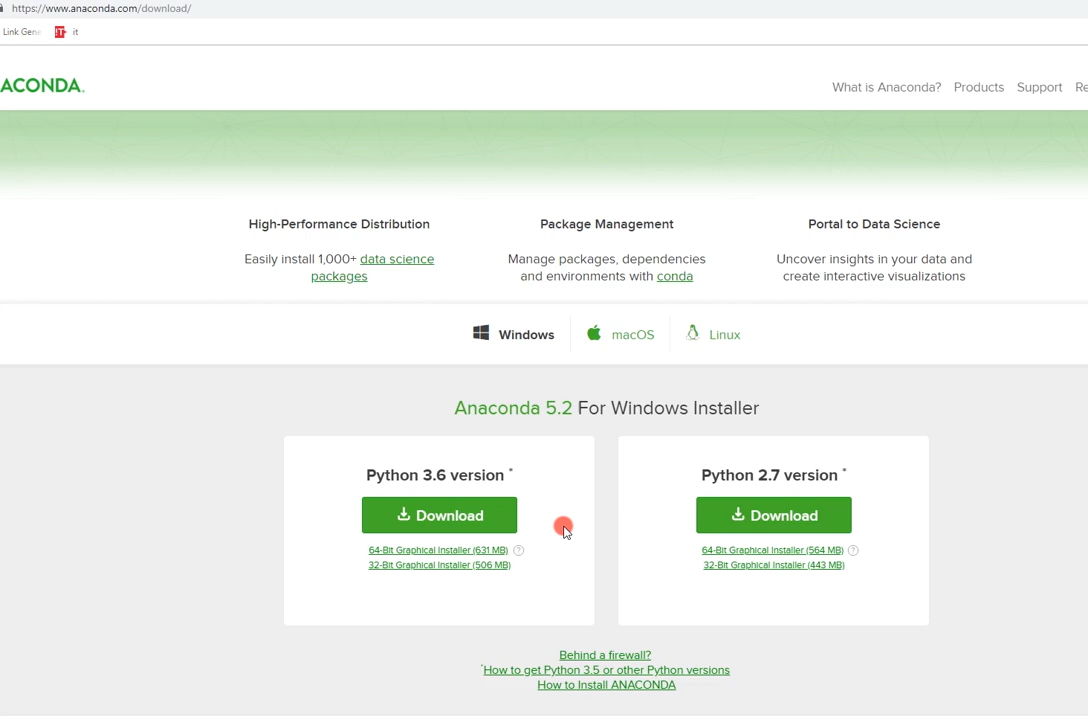 https://www.anaconda.com/download/
Link Gene
it
ACONDA.
What is Anaconda? Products Support Re
High-Performance Distribution
Easily install 1,000+ data science
packages
Package Management
Manage packages, dependencies
and environments with conda
Portal to Data Science
Uncover insights in your data and
create interactive visualizations
Windows macOS Linux
Anaconda 5.2 For Windows Installer
Python 3.6 version *
Download
64-Bit Graphical Installer (631 MB) ?
32-Bit Graphical Installer (506 MB)
Python 2.7 version *
Download
64-Bit Graphical Installer (564 MB) ?
32-Bit Graphical Installer (443 MB)
Behind a firewall?
*How to get Python 3.5 or other Python versions
How to Install ANACONDA